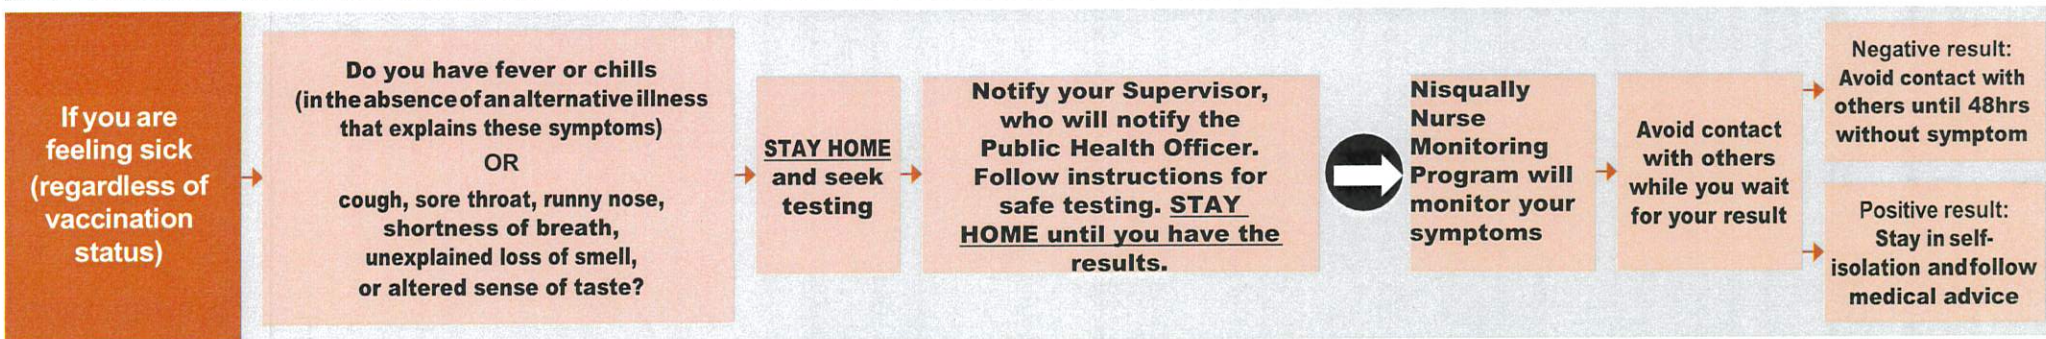 If you are
feeling sick
(regardless of
vaccination
status)
Do you have fever or chills
(in the absence of an alternative illness
that explains these symptoms)
OR
cough, sore throat, runny nose,
shortness of breath,
unexplained loss of smell,
or altered sense of taste?
STAY HOME
and seek
testing
Notify your Supervisor,
who will notify the
Public Health Officer.
Follow instructions for
safe testing. STAY
HOME until you have the
results.
Nisqually
Nurse
Monitoring
Program will
monitor your
symptoms
Avoid contact
with others
while you wait
for your result
Negative result:
Avoid contact with
others until 48hrs
without symptom
Positive result:
Stay in self-
isolation and follow
medical advice